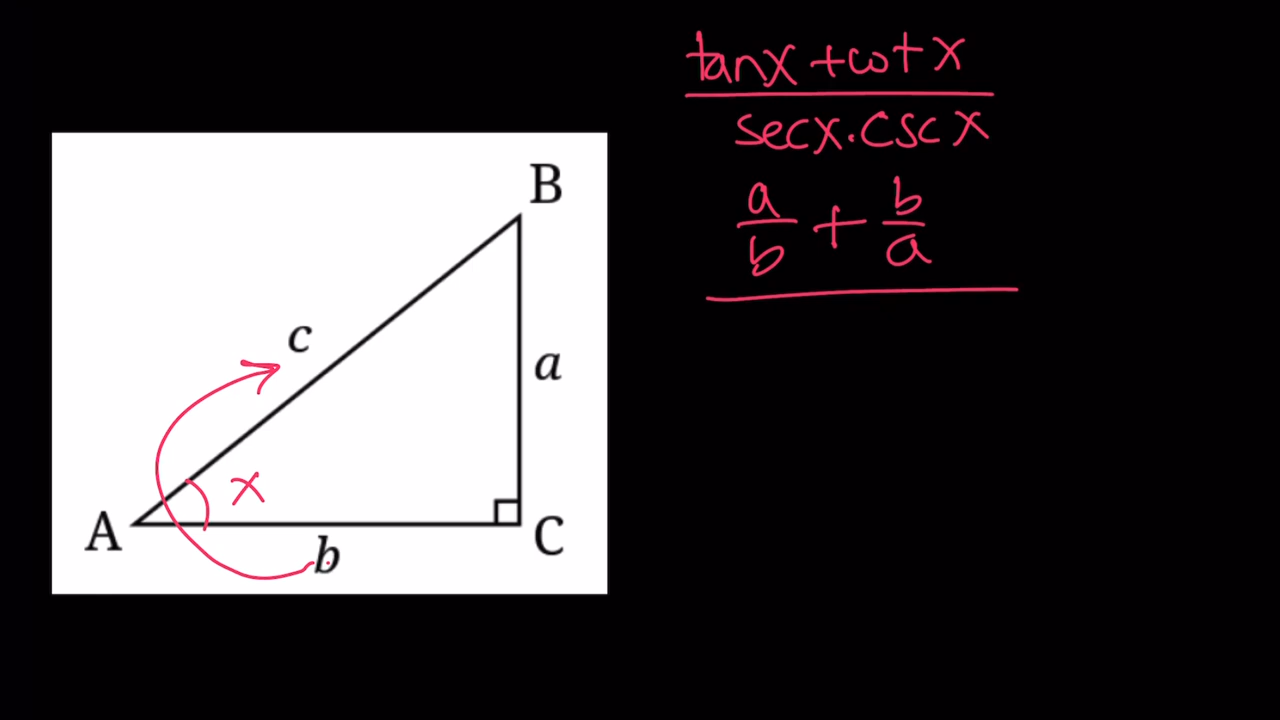 tanx + cot x
secx . csc x
a/b + b/a
B
c
a
x
A
C
b